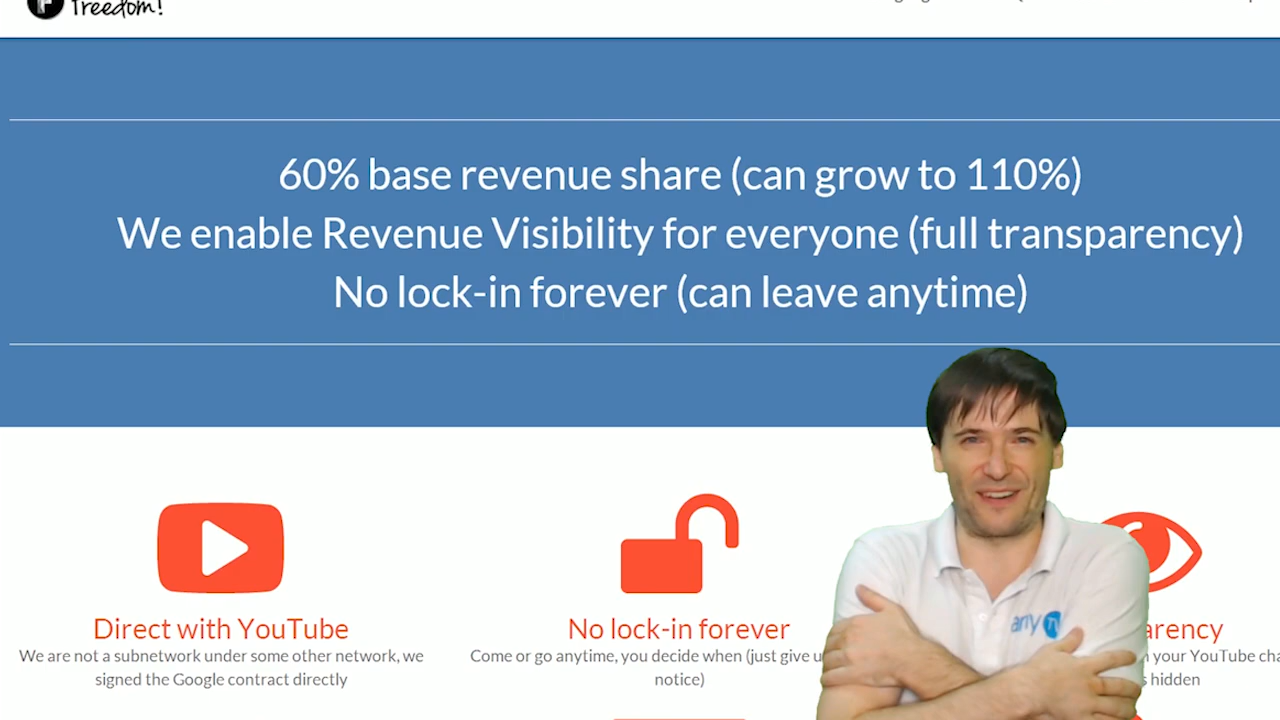 Freedom!
60% base revenue share (can grow to 110%)
We enable Revenue Visibility for everyone (full transparency)
No lock-in forever (can leave anytime)
Direct with YouTube
We are not a subnetwork under some other network, we
signed the Google contract directly
No lock-in forever
Come or go anytime, you decide when (just give
notice)
your YouTube
hidden
any TV